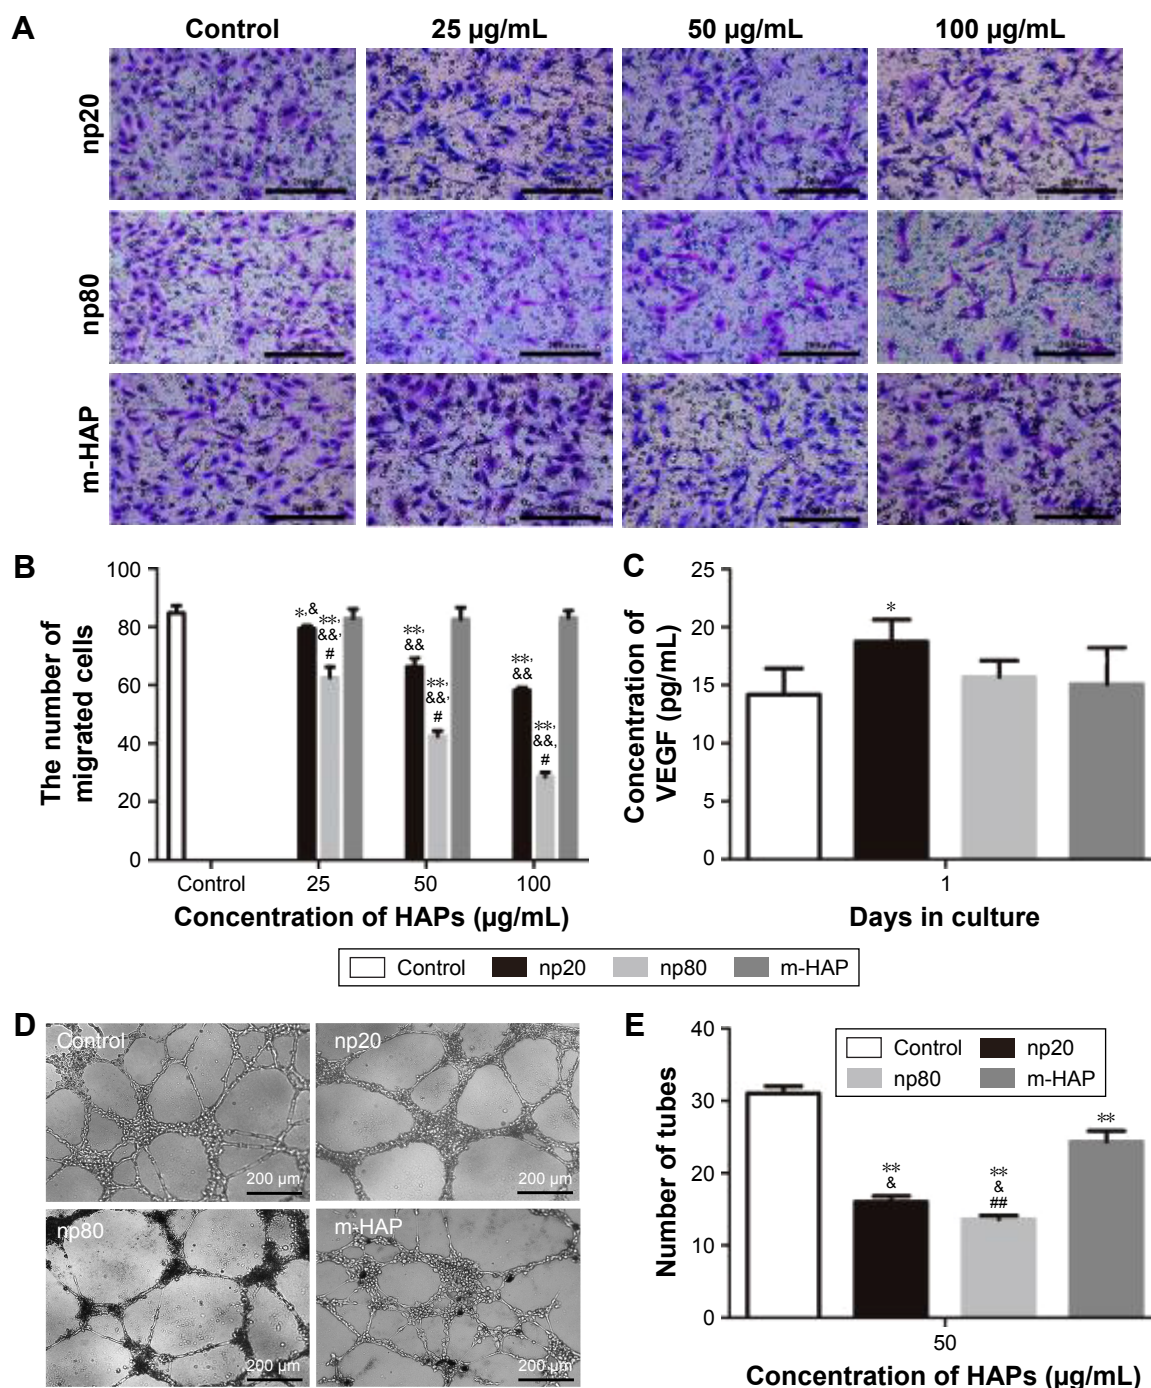 A
Control
25 µg/mL
50 µg/mL
100 µg/mL
np20
np80
m-HAP
B
The number of
migrated cells
100
80
60
40
20
0
*,&
**,
&&,
#
**,
&&
**,
&&,
#
**,
&&
**,
&&,
#
Control
25
50
100
Concentration of HAPs (µg/mL)
C
Concentration of
VEGF (pg/mL)
25
20
15
10
5
0
*
1
Days in culture
Control np20 np80 m-HAP
D
Control
200 µm
np20
200 µm
np80
200 µm
m-HAP
200 µm
E
Number of tubes
40
30
20
10
0
Control np20
np80 m-HAP
**
&
**
&
##
**
50
Concentration of HAPs (µg/mL)